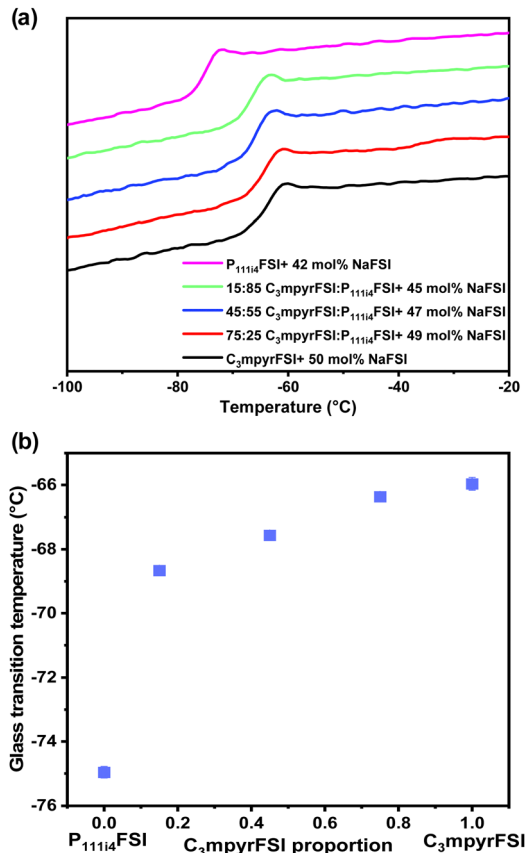 (a)
P₁₁₁i₄FSI+ 42 mol% NaFSI
15:85 C₃mpyrFSI:P₁₁₁i₄FSI+ 45 mol% NaFSI
45:55 C₃mpyrFSI:P₁₁₁i₄FSI+ 47 mol% NaFSI
75:25 C₃mpyrFSI:P₁₁₁i₄FSI+ 49 mol% NaFSI
C₃mpyrFSI+ 50 mol% NaFSI
-100 -80 -60 -40 -20
Temperature (°C)
(b)
Glass transition temperature (°C)
-66
-68
-70
-72
-74
-76
0.0 0.2 0.4 0.6 0.8 1.0
P₁₁₁i₄FSI C₃mpyrFSI proportion C₃mpyrFSI